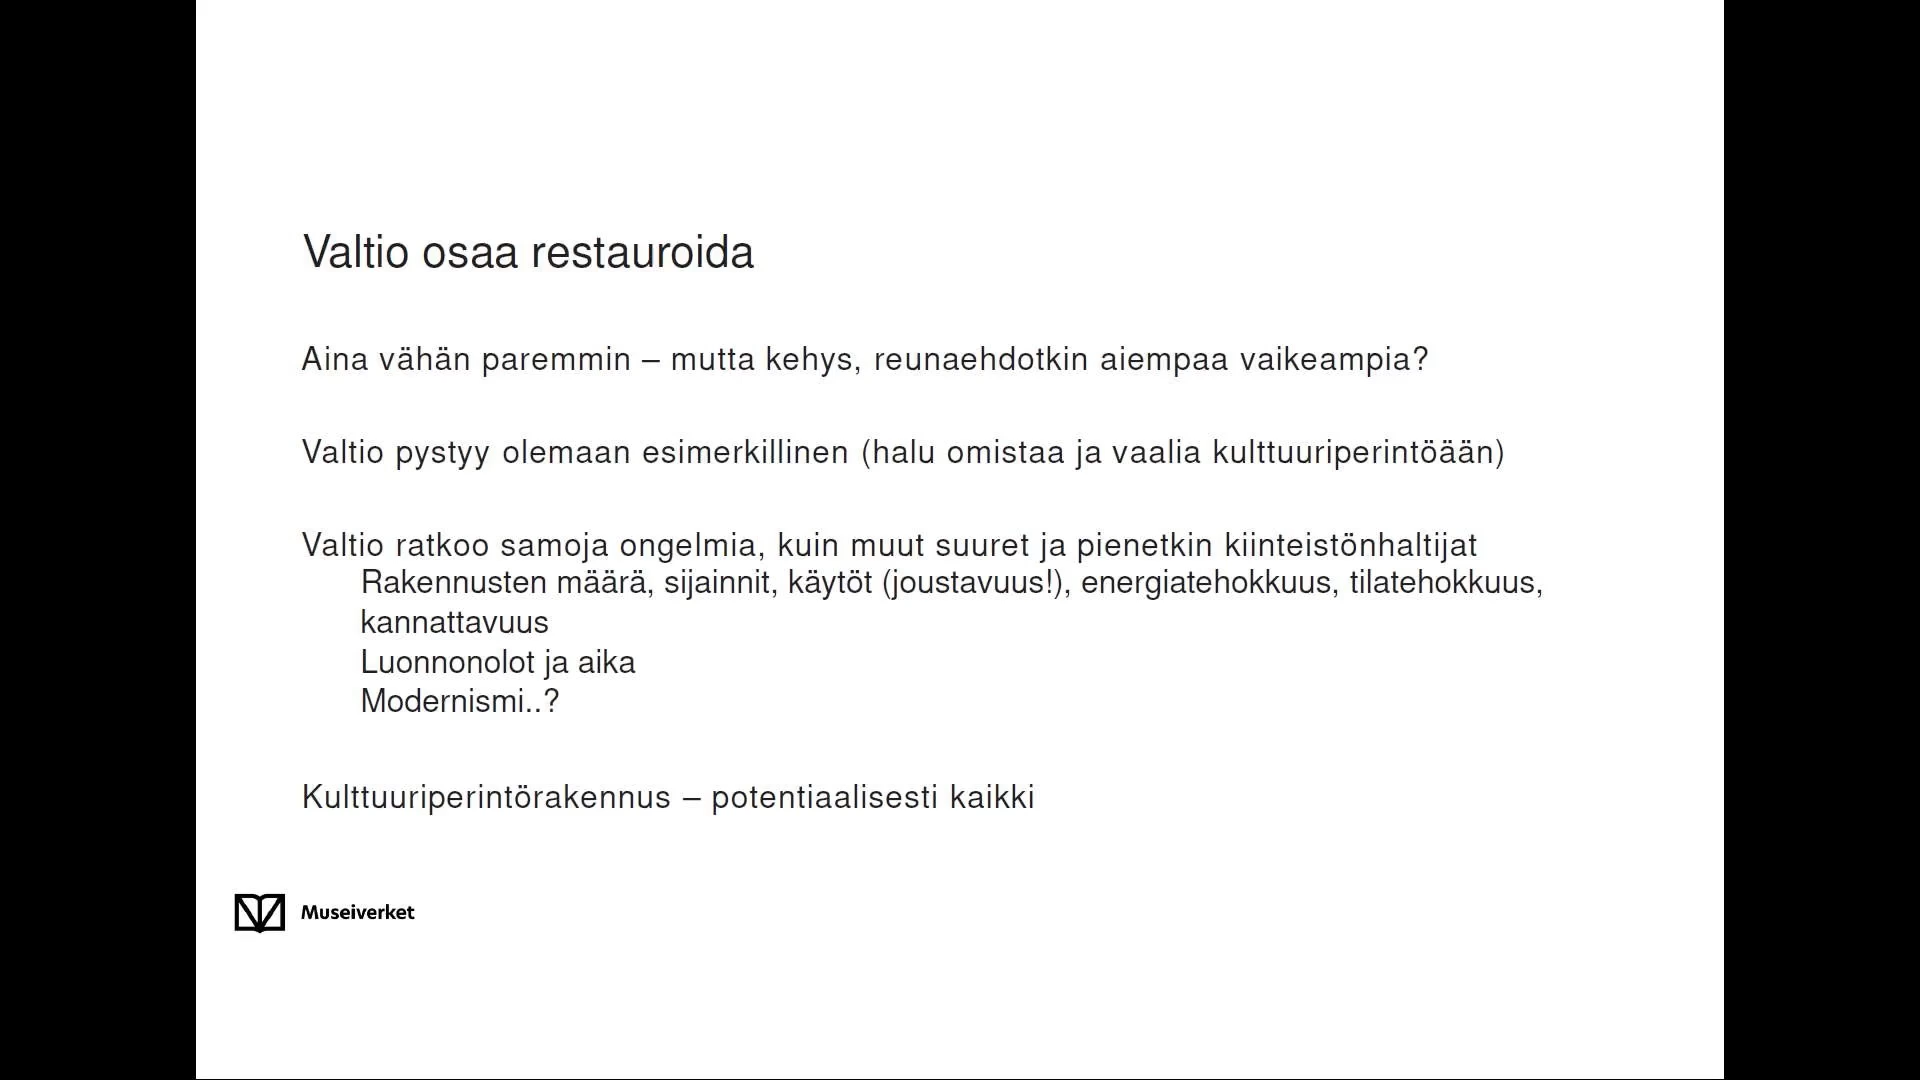 Valtio osaa restauroida
Aina vähän paremmin – mutta kehys, reunaehdotkin aiempaa vaikeampia?
Valtio pystyy olemaan esimerkillinen (halu omistaa ja vaalia kulttuuriperintöään)
Valtio ratkoo samoja ongelmia, kuin muut suuret ja pienetkin kiinteistönhaltijat
Rakennusten määrä, sijainnit, käytöt (joustavuus!), energiatehokkuus, tilatehokkuus,
kannattavuus
Luonnonolot ja aika
Modernismi..?
Kulttuuriperintörakennus – potentiaalisesti kaikki
Museiverket